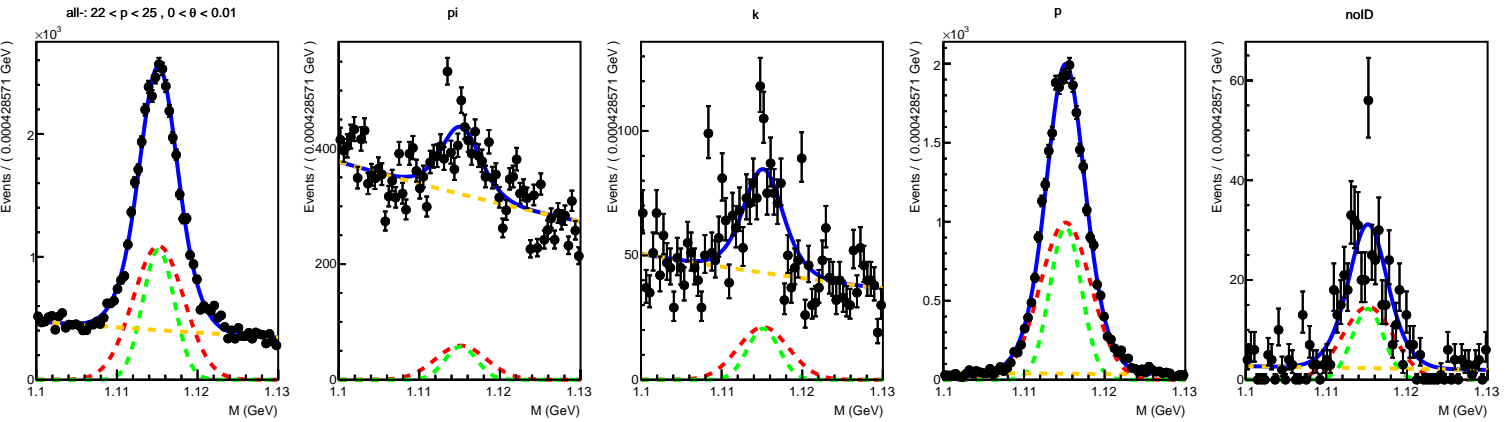 all-: 22 < p < 25 , 0 < θ < 0.01
×10³
Events / ( 0.000428571 GeV )
2
1
0
1.1
1.11
1.12
1.13
M (GeV)
pi
Events / ( 0.000428571 GeV )
400
200
0
1.1
1.11
1.12
1.13
M (GeV)
k
Events / ( 0.000428571 GeV )
100
50
0
1.1
1.11
1.12
1.13
M (GeV)
p
×10³
Events / ( 0.000428571 GeV )
2
1.5
1
0.5
0
1.1
1.11
1.12
1.13
M (GeV)
noID
Events / ( 0.000428571 GeV )
60
40
20
0
1.1
1.11
1.12
1.13
M (GeV)